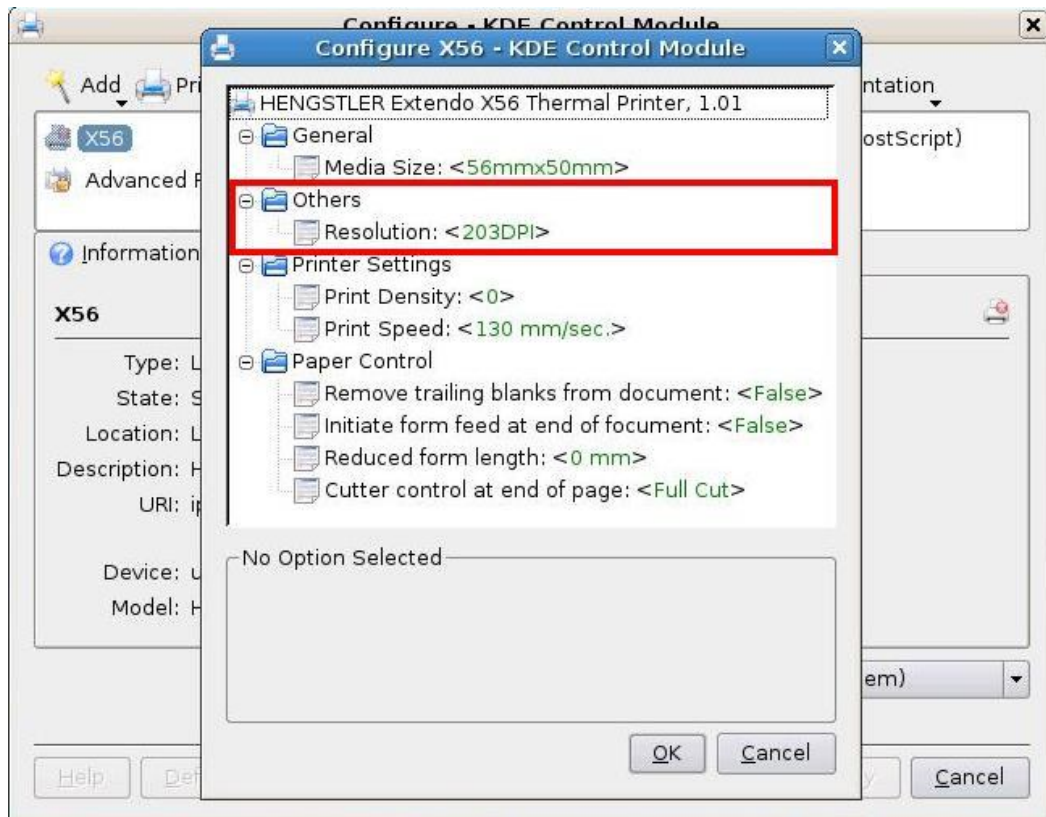 Configure - KDE Control Module
Configure X56 - KDE Control Module
Add Pri ntation
HENGSTLER Extendo X56 Thermal Printer, 1.01
X56
General
ostScript)
Media Size: <56mmx50mm>
Advanced
Others
Resolution: <203DPI>
Information
Printer Settings
Print Density: <0>
X56
Print Speed: <130 mm/sec.>
Type: L
Paper Control
State: S
Remove trailing blanks from document: <False>
Location: L
Initiate form feed at end of focument: <False>
Description: H
Reduced form length: <0 mm>
URI: ip
Cutter control at end of page: <Full Cut>
No Option Selected
Device: u
Model: H
em)
OK Cancel
Help Def y Cancel